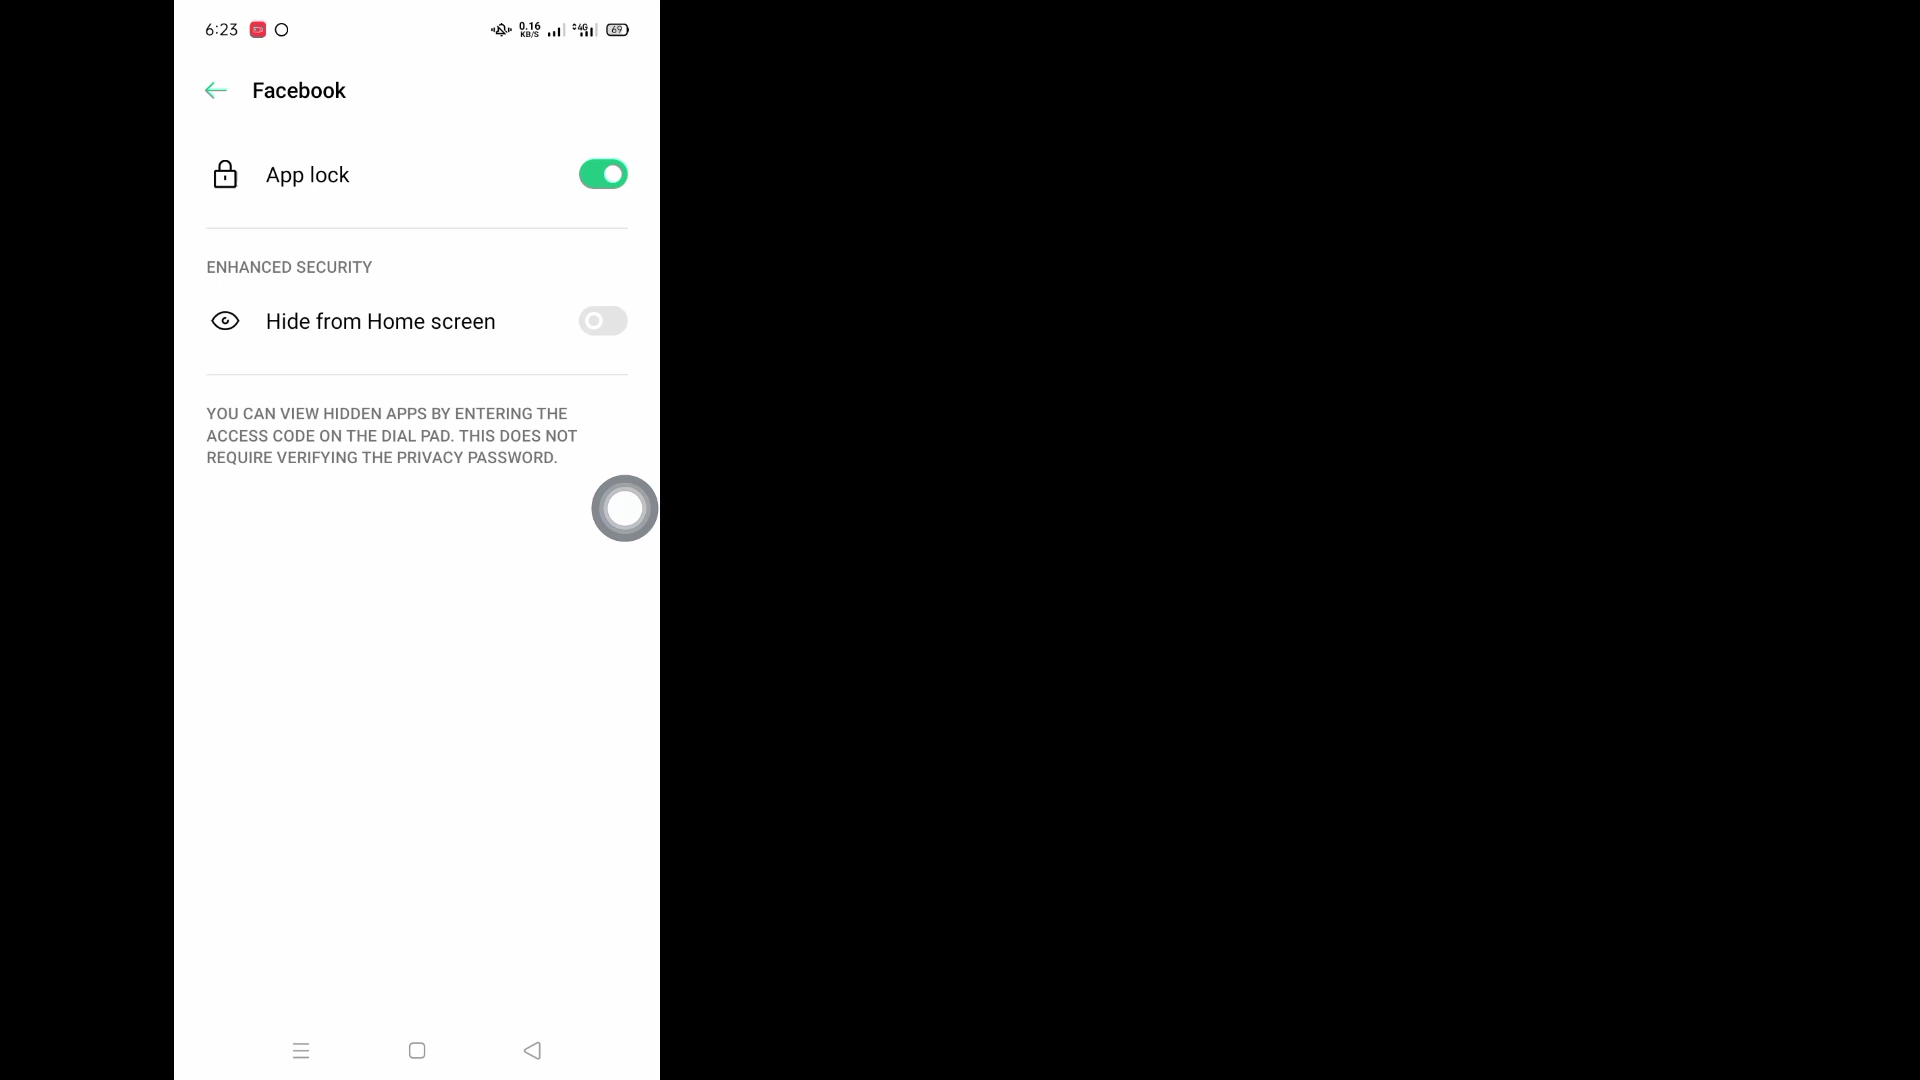 6:23
0.16
KB/S
4G
69
Facebook
App lock
ENHANCED SECURITY
Hide from Home screen
YOU CAN VIEW HIDDEN APPS BY ENTERING THE
ACCESS CODE ON THE DIAL PAD. THIS DOES NOT
REQUIRE VERIFYING THE PRIVACY PASSWORD.